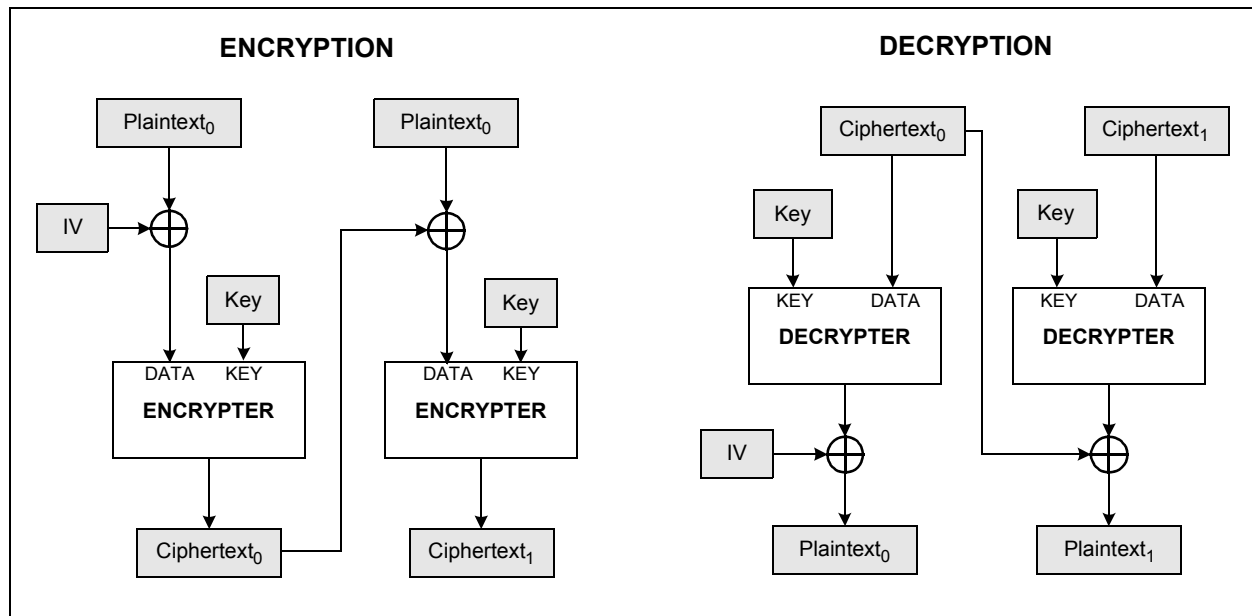 ENCRYPTION
Plaintext₀
Plaintext₀
IV
Key
Key
DATA KEY
ENCRYPTER
DATA KEY
ENCRYPTER
Ciphertext₀
Ciphertext₁
DECRYPTION
Ciphertext₀
Ciphertext₁
Key
Key
KEY DATA
DECRYPTER
KEY DATA
DECRYPTER
IV
Plaintext₀
Plaintext₁